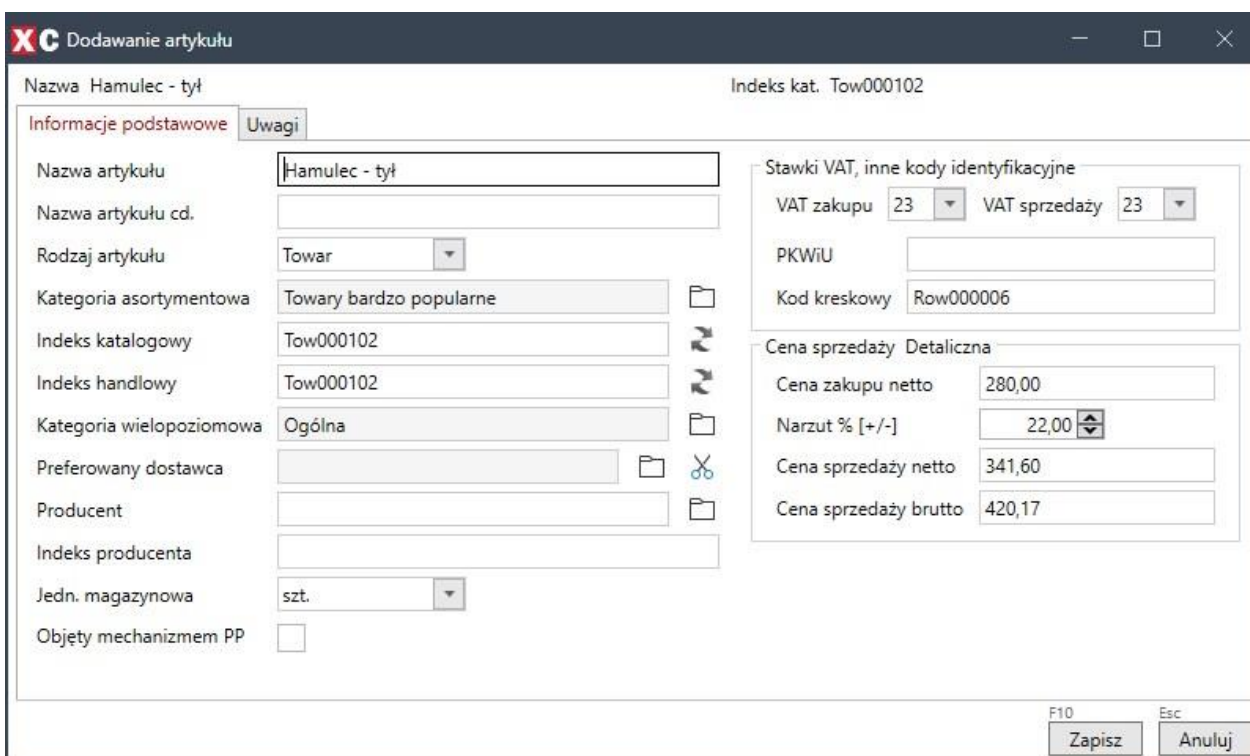 XC Dodawanie artykułu
Nazwa Hamulec - tył Indeks kat. Tow000102
Informacje podstawowe Uwagi
Nazwa artykułu Hamulec - tył
Nazwa artykułu cd.
Rodzaj artykułu Towar
Kategoria asortymentowa Towary bardzo popularne
Indeks katalogowy Tow000102
Indeks handlowy Tow000102
Kategoria wielopoziomowa Ogólna
Preferowany dostawca
Producent
Indeks producenta
Jedn. magazynowa szt.
Objęty mechanizmem PP
Stawki VAT, inne kody identyfikacyjne
VAT zakupu 23 VAT sprzedaży 23
PKWiU
Kod kreskowy Row000006
Cena sprzedaży Detaliczna
Cena zakupu netto 280,00
Narzut % [+/-] 22,00
Cena sprzedaży netto 341,60
Cena sprzedaży brutto 420,17
F10 Esc
Zapisz Anuluj